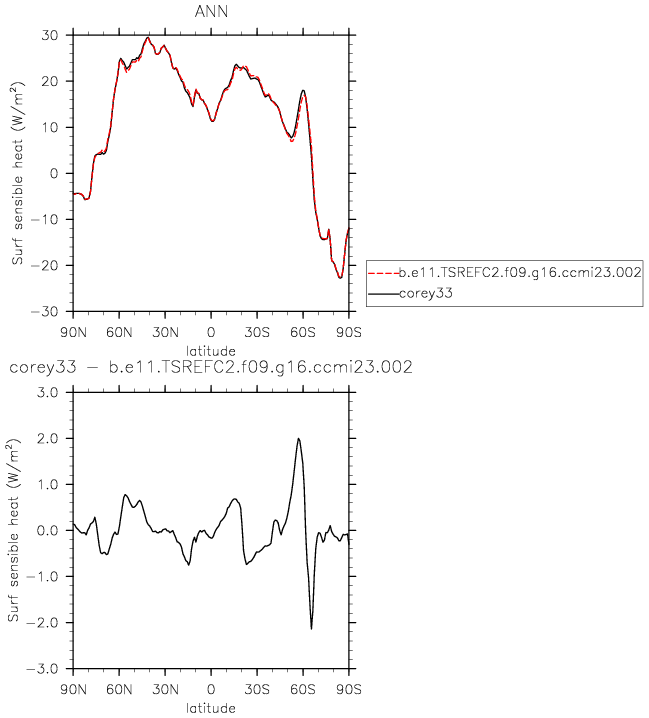 ANN
30
20
10
0
−10
−20
−30
Surf sensible heat (W/m²)
90N 60N 30N 0 30S 60S 90S
latitude
b.e11.TSREFC2.f09.g16.ccmi23.002
corey33
corey33 − b.e11.TSREFC2.f09.g16.ccmi23.002
3.0
2.0
1.0
0.0
−1.0
−2.0
−3.0
Surf sensible heat (W/m²)
90N 60N 30N 0 30S 60S 90S
latitude